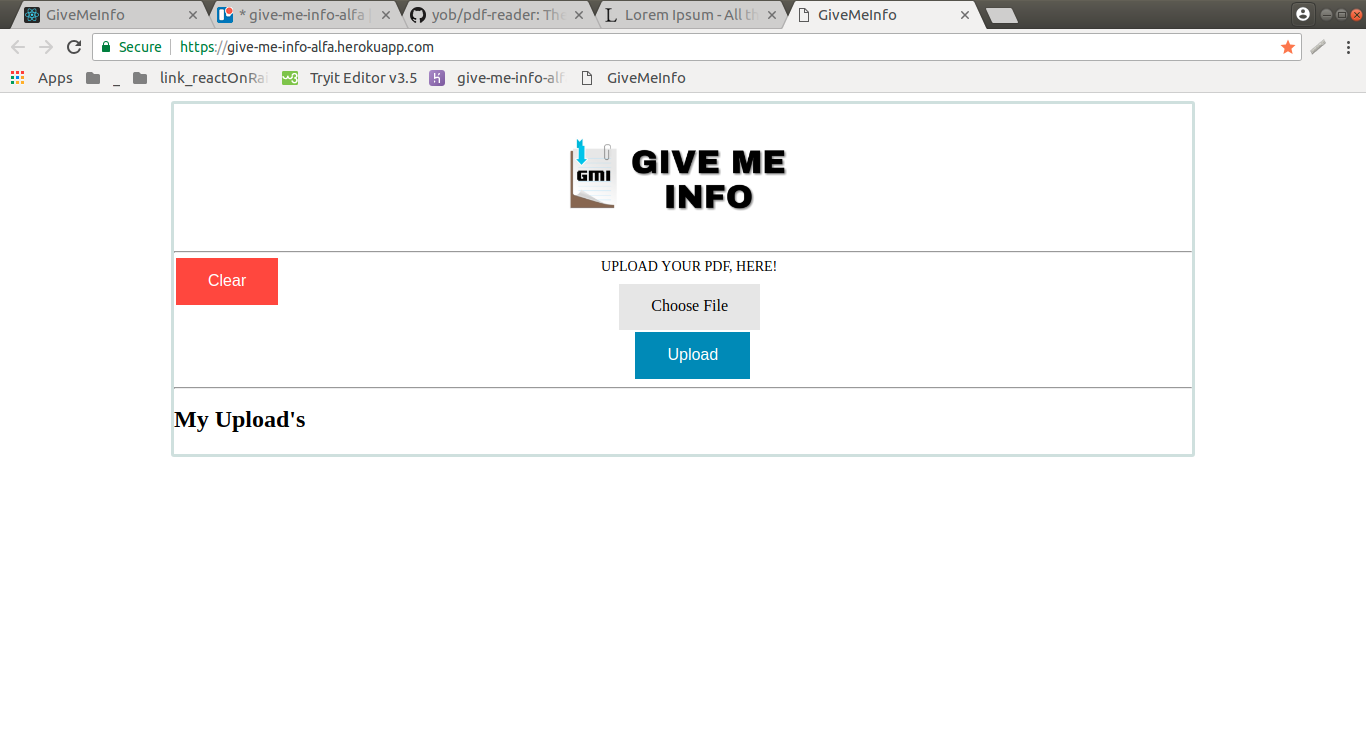 GiveMeInfo
* give-me-info-alfa
yob/pdf-reader: The
Lorem Ipsum - All th
GiveMeInfo
Secure
https://give-me-info-alfa.herokuapp.com
Apps
_
link_reactOnRai
Tryit Editor v3.5
give-me-info-alf
GiveMeInfo
GMI
GIVE ME
INFO
Clear
UPLOAD YOUR PDF, HERE!
Choose File
Upload
My Upload's